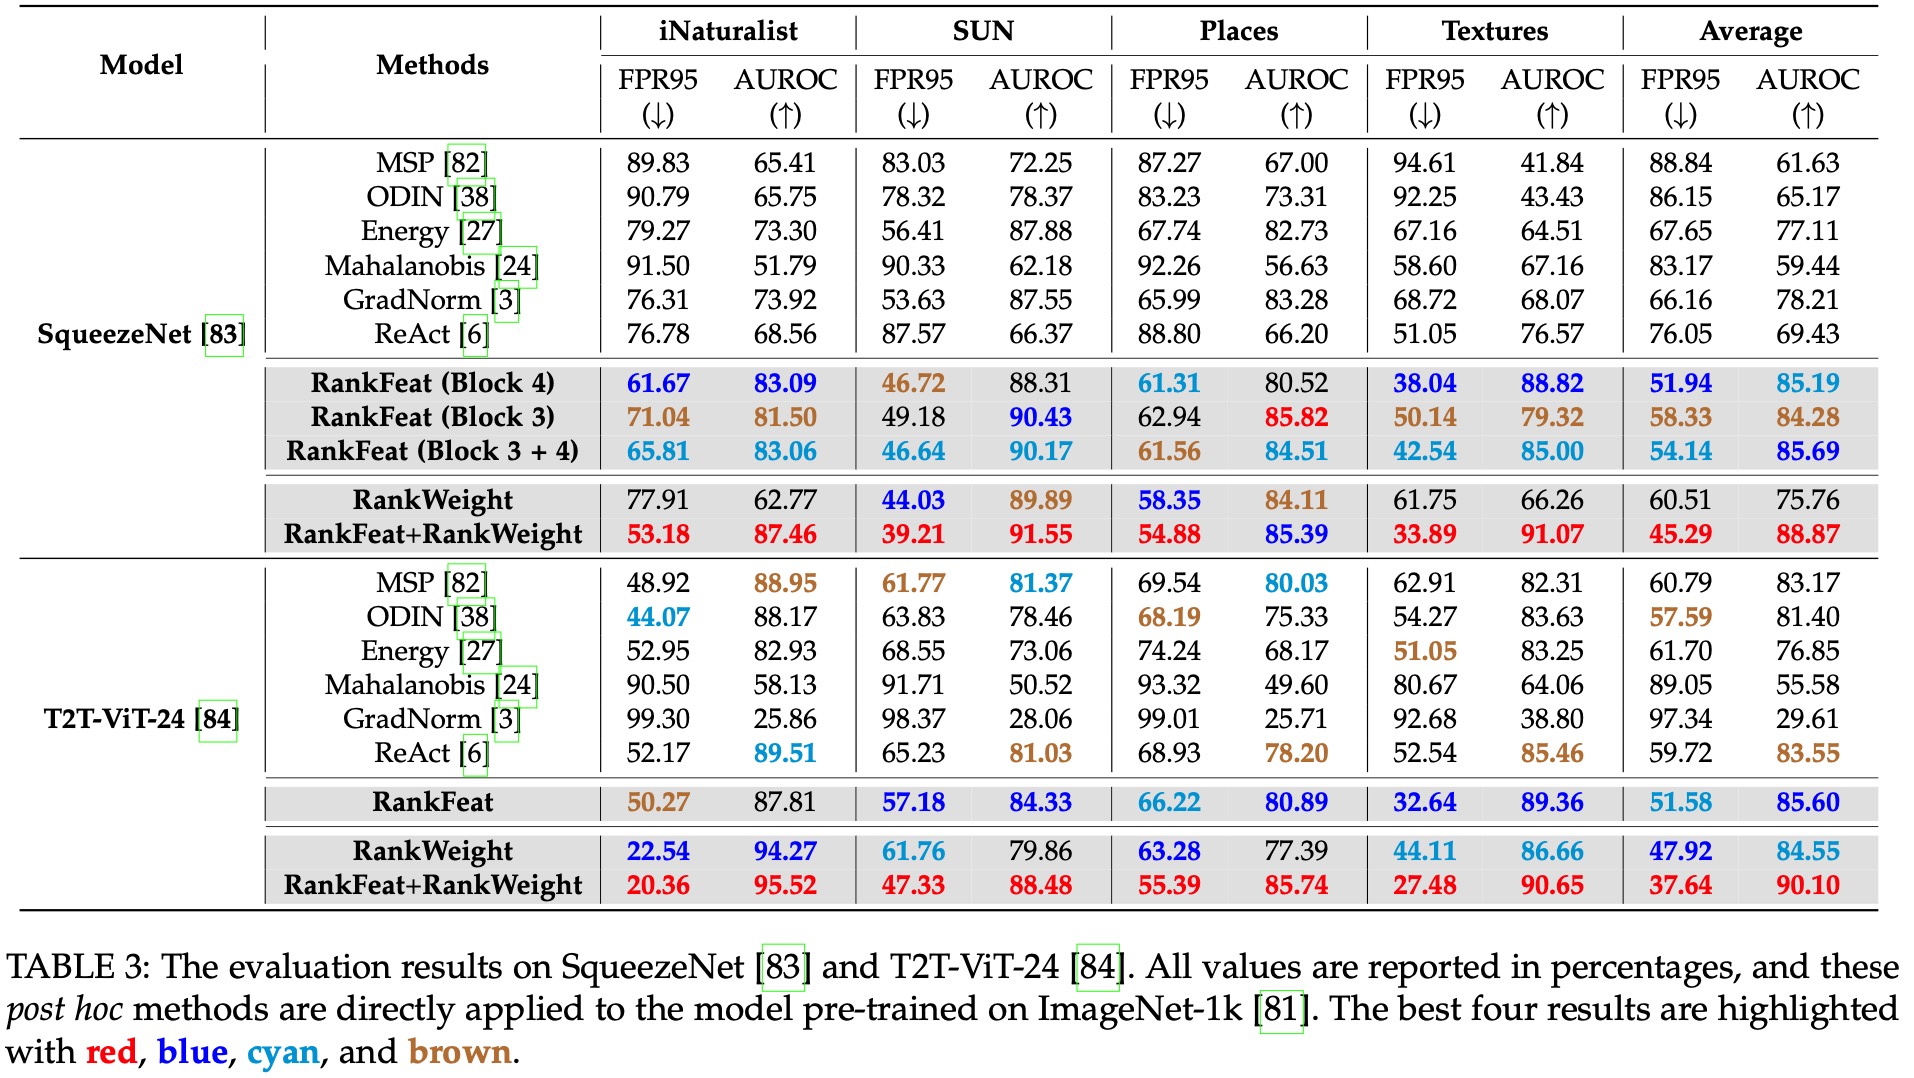 Model Methods iNaturalist SUN Places Textures Average
FPR95 AUROC FPR95 AUROC FPR95 AUROC FPR95 AUROC FPR95 AUROC
(↓) (↑) (↓) (↑) (↓) (↑) (↓) (↑) (↓) (↑)
MSP [82] 89.83 65.41 83.03 72.25 87.27 67.00 94.61 41.84 88.84 61.63
ODIN [38] 90.79 65.75 78.32 78.37 83.23 73.31 92.25 43.43 86.15 65.17
Energy [27] 79.27 73.30 56.41 87.88 67.74 82.73 67.16 64.51 67.65 77.11
Mahalanobis [24] 91.50 51.79 90.33 62.18 92.26 56.63 58.60 67.16 83.17 59.44
GradNorm [3] 76.31 73.92 53.63 87.55 65.99 83.28 68.72 68.07 66.16 78.21
SqueezeNet [83] ReAct [6] 76.78 68.56 87.57 66.37 88.80 66.20 51.05 76.57 76.05 69.43
RankFeat (Block 4) 61.67 83.09 46.72 88.31 61.31 80.52 38.04 88.82 51.94 85.19
RankFeat (Block 3) 71.04 81.50 49.18 90.43 62.94 85.82 50.14 79.32 58.33 84.28
RankFeat (Block 3 + 4) 65.81 83.06 46.64 90.17 61.56 84.51 42.54 85.00 54.14 85.69
RankWeight 77.91 62.77 44.03 89.89 58.35 84.11 61.75 66.26 60.51 75.76
RankFeat+RankWeight 53.18 87.46 39.21 91.55 54.88 85.39 33.89 91.07 45.29 88.87
MSP [82] 48.92 88.95 61.77 81.37 69.54 80.03 62.91 82.31 60.79 83.17
ODIN [38] 44.07 88.17 63.83 78.46 68.19 75.33 54.27 83.63 57.59 81.40
Energy [27] 52.95 82.93 68.55 73.06 74.24 68.17 51.05 83.25 61.70 76.85
Mahalanobis [24] 90.50 58.13 91.71 50.52 93.32 49.60 80.67 64.06 89.05 55.58
T2T-ViT-24 [84] GradNorm [3] 99.30 25.86 98.37 28.06 99.01 25.71 92.68 38.80 97.34 29.61
ReAct [6] 52.17 89.51 65.23 81.03 68.93 78.20 52.54 85.46 59.72 83.55
RankFeat 50.27 87.81 57.18 84.33 66.22 80.89 32.64 89.36 51.58 85.60
RankWeight 22.54 94.27 61.76 79.86 63.28 77.39 44.11 86.66 47.92 84.55
RankFeat+RankWeight 20.36 95.52 47.33 88.48 55.39 85.74 27.48 90.65 37.64 90.10
TABLE 3: The evaluation results on SqueezeNet [83] and T2T-ViT-24 [84]. All values are reported in percentages, and these
post hoc methods are directly applied to the model pre-trained on ImageNet-1k [81]. The best four results are highlighted
with red, blue, cyan, and brown.